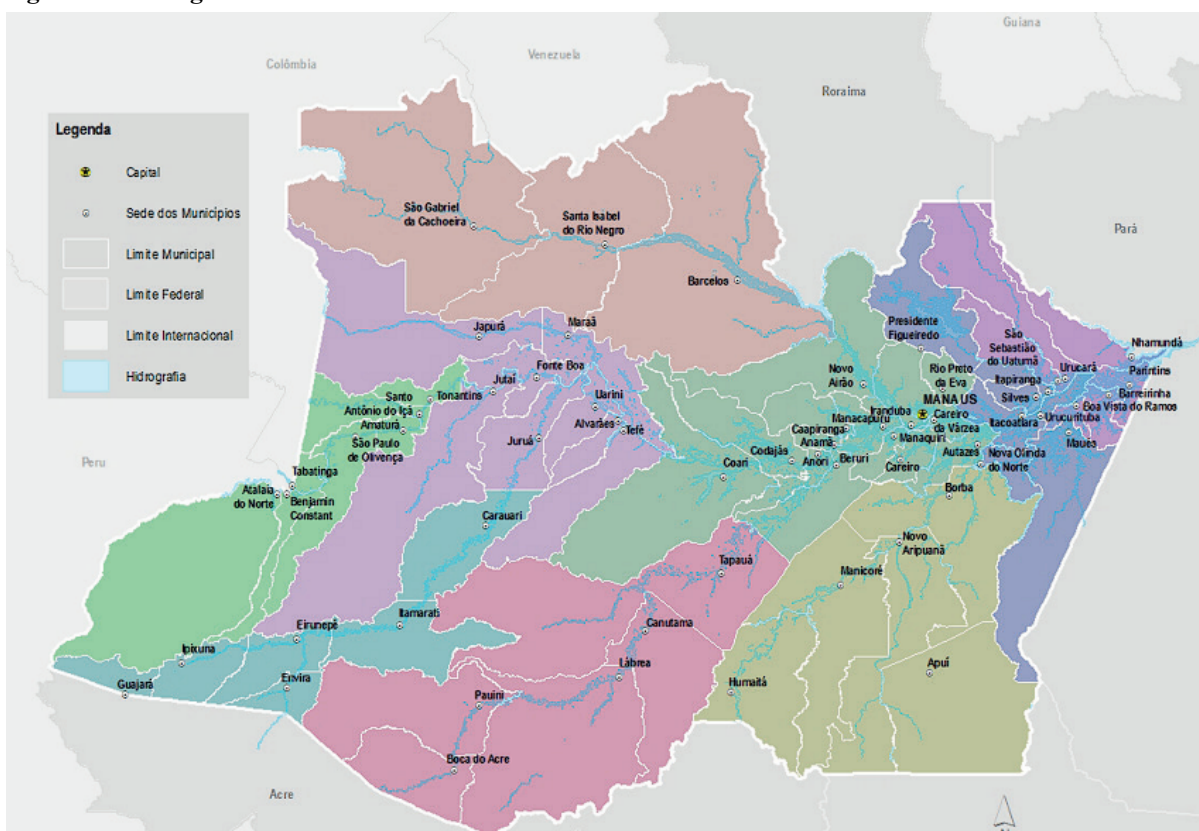 Guiana
Venezuela
Colômbia
Roraima
Legenda
Capital
Sede dos Municípios
Limite Municipal
Limite Federal
Limite Internacional
Hidrografia
São Gabriel
da Cachoeira
Santa Isabel
do Rio Negro
Barcelos
Pará
Japurá
Maraã
Presidente
Figueiredo
São
Sebastião
do Uatumã
Nhamundá
Urucará
Parintins
Fonte Boa
Jutaí
Novo
Airão
Rio Preto
da Eva
Itapiranga
Barreirinha
Santo
Antônio do Içá
Tonantins
Uarini
MANAUS
Silves
Boa Vista do Ramos
Amaturá
Alvarães
Tefé
Iranduba
Manacapuru
Careiro
da Várzea
Itacoatiara
Urucurituba
São Paulo
de Olivença
Juruá
Caapiranga
Anamã
Manaquiri
Maues
Codajás
Anori
Beruri
Careiro
Autazes
Nova Olinda
do Norte
Peru
Tabatinga
Coari
Atalaia
do Norte
Benjamin
Constant
Borba
Carauari
Novo
Aripuanã
Tapauá
Manicoré
Itamarati
Canutama
Eirunepê
Ipixuna
Lábrea
Apuí
Guajará
Envira
Humaitá
Pauini
Boca do Acre
Acre